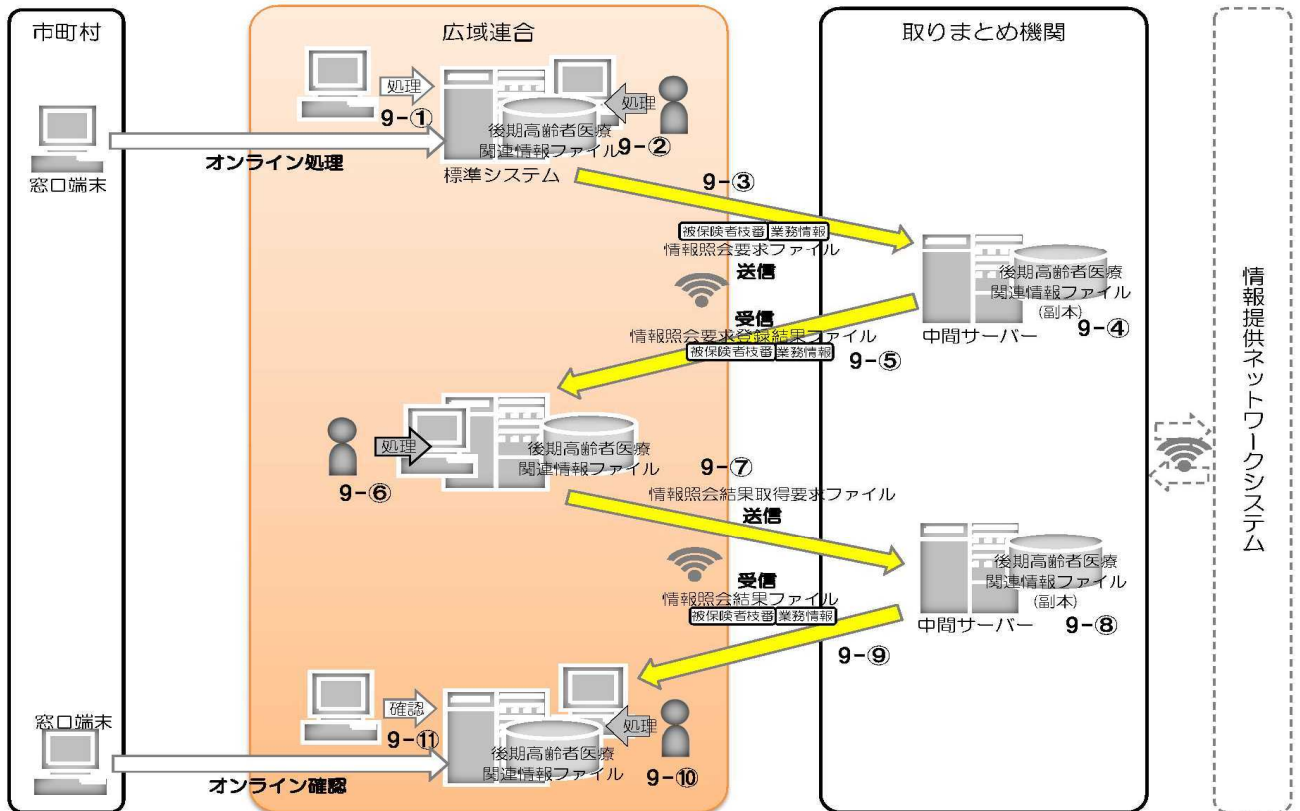 市町村
広域連合
取りまとめ機関
処理
9-①
処理
後期高齢者医療
関連情報ファイル
9-②
標準システム
オンライン処理
窓口端末
9-③
被保険者枝番 業務情報
情報照会要求ファイル
送信
後期高齢者医療
関連情報ファイル
(副本)
9-④
中間サーバー
受信
情報照会要求登録結果ファイル
被保険者枝番 業務情報
9-⑤
情報提供ネットワークシステム
処理
9-⑥
後期高齢者医療
関連情報ファイル
9-⑦
情報照会結果取得要求ファイル
送信
後期高齢者医療
関連情報ファイル
(副本)
中間サーバー
9-⑧
受信
情報照会結果ファイル
被保険者枝番 業務情報
9-⑨
確認
9-⑪
処理
後期高齢者医療
関連情報ファイル
9-⑩
窓口端末
オンライン確認